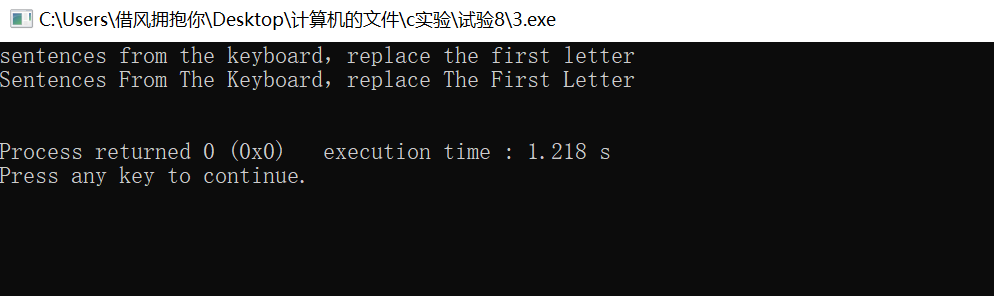 C:\Users\借风拥抱你\Desktop\计算机的文件\c实验\试验8\3.exe
sentences from the keyboard，replace the first letter
Sentences From The Keyboard，replace The First Letter
Process returned 0 (0x0)   execution time : 1.218 s
Press any key to continue.